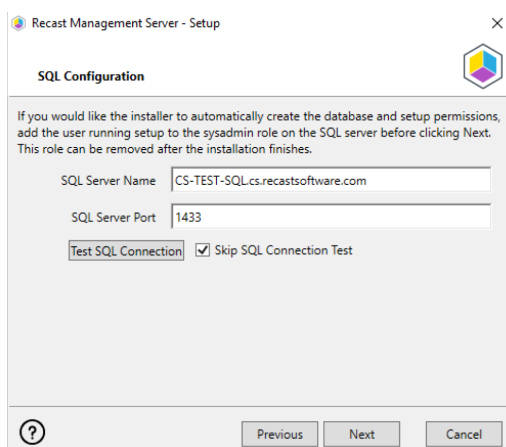 Recast Management Server - Setup
SQL Configuration
If you would like the installer to automatically create the database and setup permissions,
add the user running setup to the sysadmin role on the SQL server before clicking Next.
This role can be removed after the installation finishes.
SQL Server Name CS-TEST-SQL.cs.recastsoftware.com
SQL Server Port 1433
Test SQL Connection Skip SQL Connection Test
? Previous Next Cancel